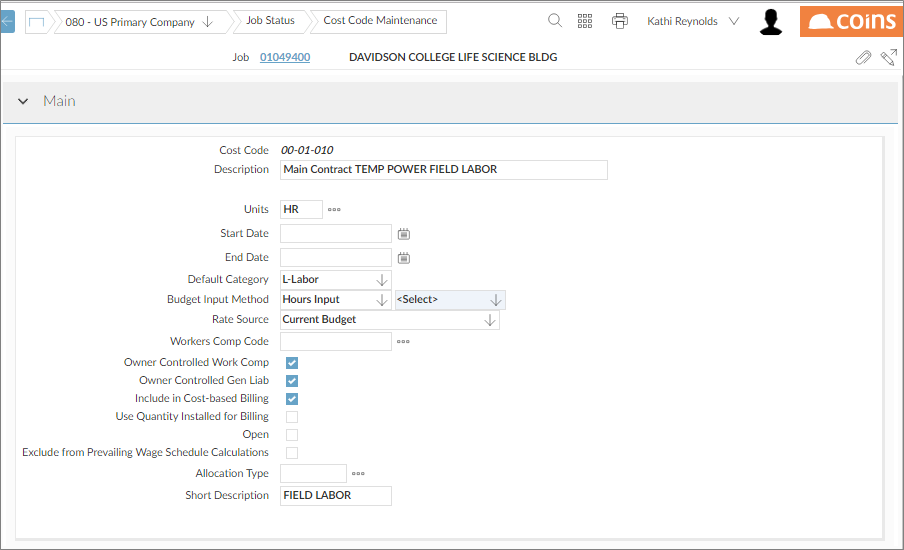 080 - US Primary Company Job Status Cost Code Maintenance Kathi Reynolds coins
Job 01049400 DAVIDSON COLLEGE LIFE SCIENCE BLDG
Main
Cost Code 00-01-010
Description Main Contract TEMP POWER FIELD LABOR
Units HR
Start Date
End Date
Default Category L-Labor
Budget Input Method Hours Input <Select>
Rate Source Current Budget
Workers Comp Code
Owner Controlled Work Comp
Owner Controlled Gen Liab
Include in Cost-based Billing
Use Quantity Installed for Billing
Open
Exclude from Prevailing Wage Schedule Calculations
Allocation Type
Short Description FIELD LABOR